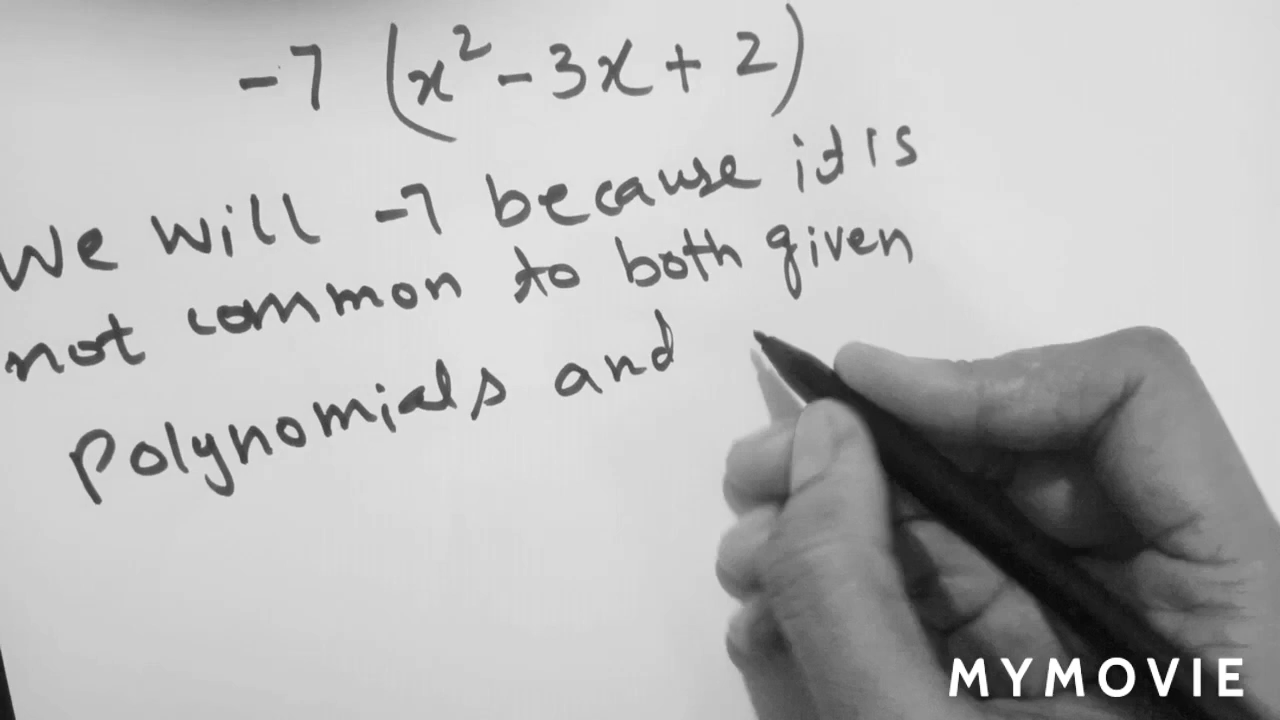 -7 (x² - 3x + 2)
We will -7 because it is
not common to both given
polynomials and
MYMOVIE